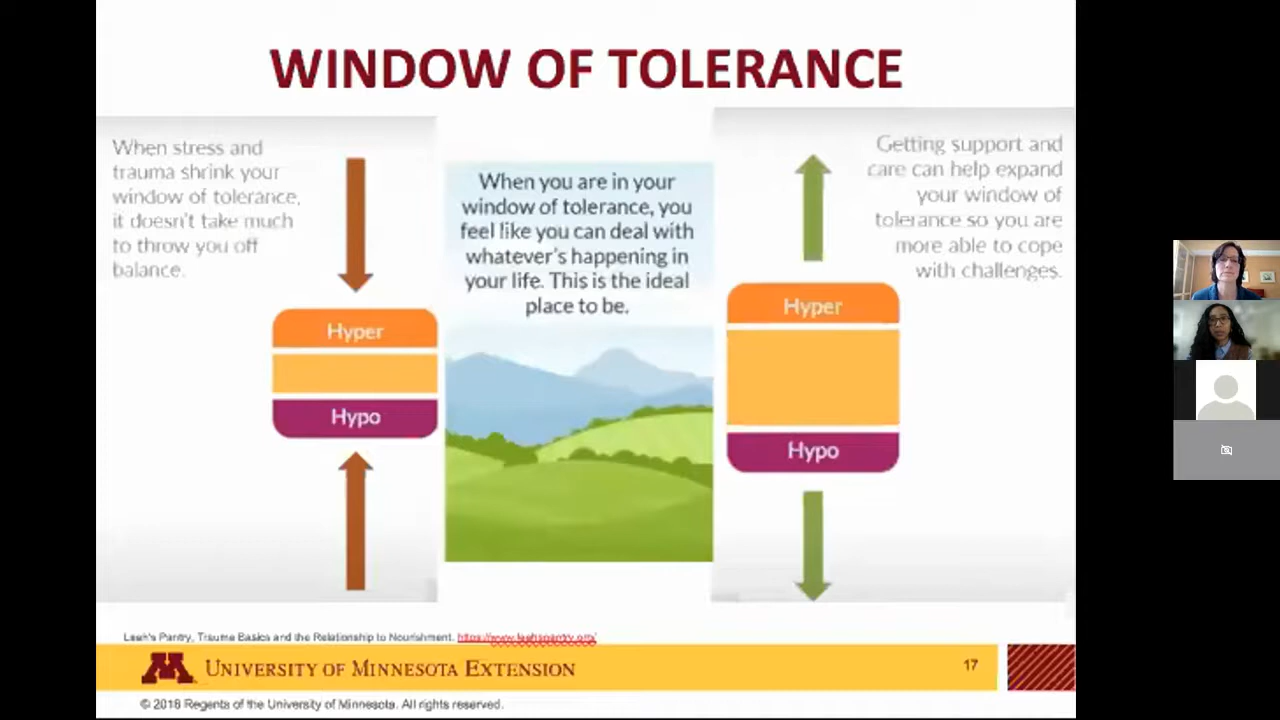 WINDOW OF TOLERANCE
When stress and
trauma shrink your
window of tolerance,
it doesn't take much
to throw you off
balance.
Hyper
Hypo
When you are in your
window of tolerance, you
feel like you can deal with
whatever's happening in
your life. This is the ideal
place to be.
Getting support and
care can help expand
your window of
tolerance so you are
more able to cope
with challenges.
Hyper
Hypo
Leah's Pantry, Trauma Basics and the Relationship to Nourishment. https://www.leahspantry.org/
M UNIVERSITY OF MINNESOTA EXTENSION
17
© 2018 Regents of the University of Minnesota. All rights reserved.